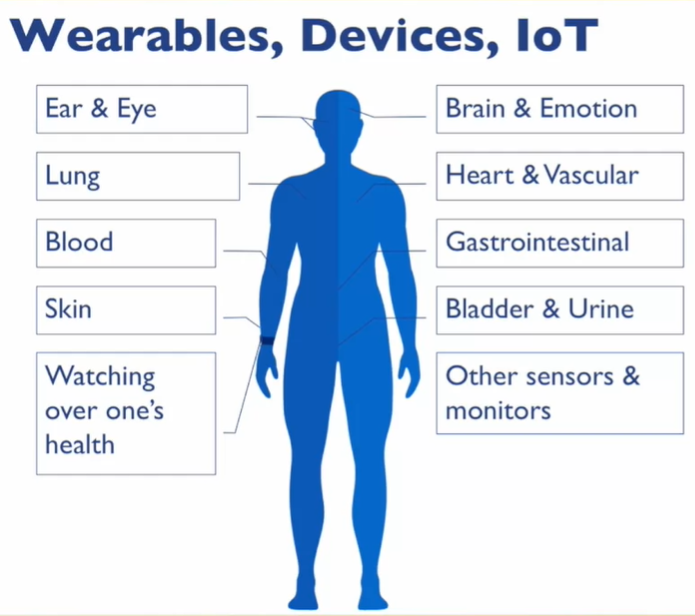 Wearables, Devices, IoT
Ear & Eye
Lung
Blood
Skin
Watching
over one’s
health
Brain & Emotion
Heart & Vascular
Gastrointestinal
Bladder & Urine
Other sensors &
monitors